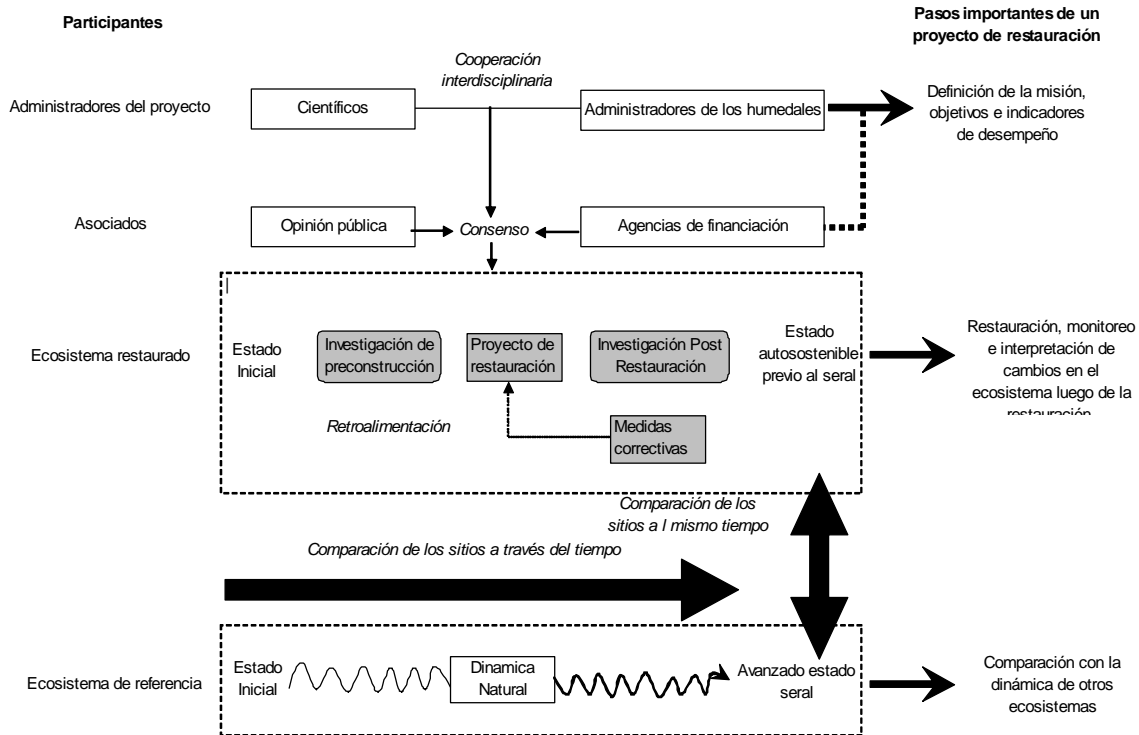 Participantes
Pasos importantes de un
proyecto de restauración
Cooperación
interdisciplinaria
Administradores del proyecto
Científicos
Administradores de los humedales
Definición de la misión,
objetivos e indicadores
de desempeño
Asociados
Opinión pública
Consenso
Agencias de financiación
Ecosistema restaurado
Estado
Inicial
Investigación de
preconstrucción
Proyecto de
restauración
Investigación Post
Restauración
Estado
autosostenible
previo al seral
Restauración, monitoreo
e interpretación de
cambios en el
ecosistema luego de la
restauración
Retroalimentación
Medidas
correctivas
Comparación de los
sitios a l mismo tiempo
Comparación de los sitios a través del tiempo
Ecosistema de referencia
Estado
Inicial
Dinamica
Natural
Avanzado estado
seral
Comparación con la
dinámica de otros
ecosistemas